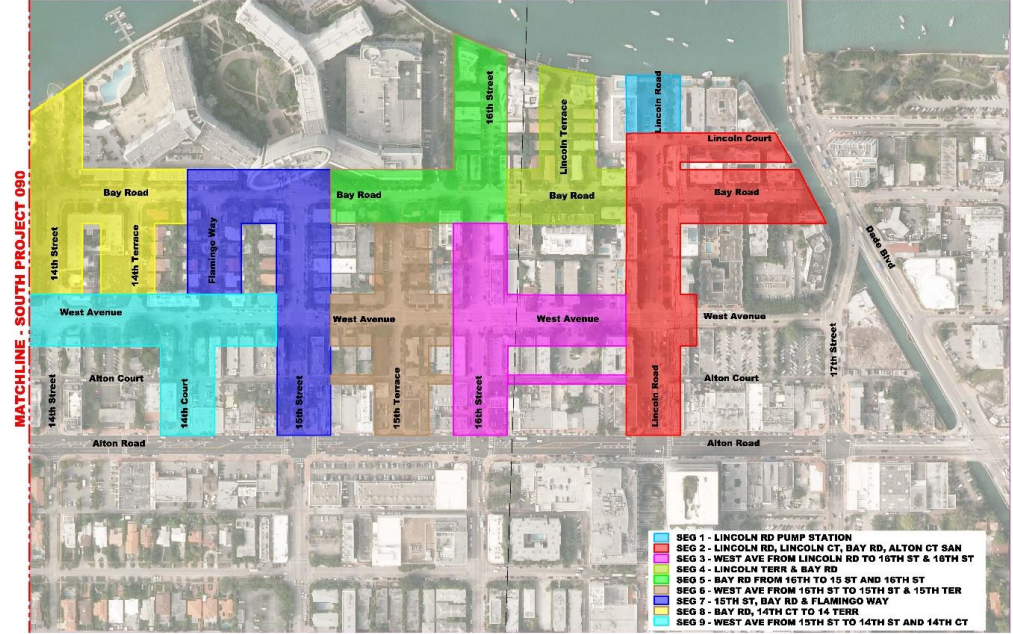 MATCHLINE - SOUTH PROJECT 090
16th Street
Lincoln Terrace
Lincoln Road
Lincoln Court
Bay Road
Bay Road
Bay Road
Bay Road
14th Street
14th Terrace
Flamingo Way
Dade Blvd
West Avenue
West Avenue
West Avenue
West Avenue
17th Street
Alton Court
Alton Court
14th Street
14th Court
15th Street
15th Terrace
16th Street
Lincoln Road
Alton Road
Alton Road
SEG 1 - LINCOLN RD PUMP STATION
SEG 2 - LINCOLN RD, LINCOLN CT, BAY RD, ALTON CT SAN
SEG 3 - WEST AVE FROM LINCOLN RD TO 16TH ST & 16TH ST
SEG 4 - LINCOLN TERR & BAY RD
SEG 5 - BAY RD FROM 16TH TO 15 ST AND 16TH ST
SEG 6 - WEST AVE FROM 16TH ST TO 15TH ST & 15TH TER
SEG 7 - 15TH ST, BAY RD & FLAMINGO WAY
SEG 8 - BAY RD, 14TH CT TO 14 TERR
SEG 9 - WEST AVE FROM 15TH ST TO 14TH ST AND 14TH CT